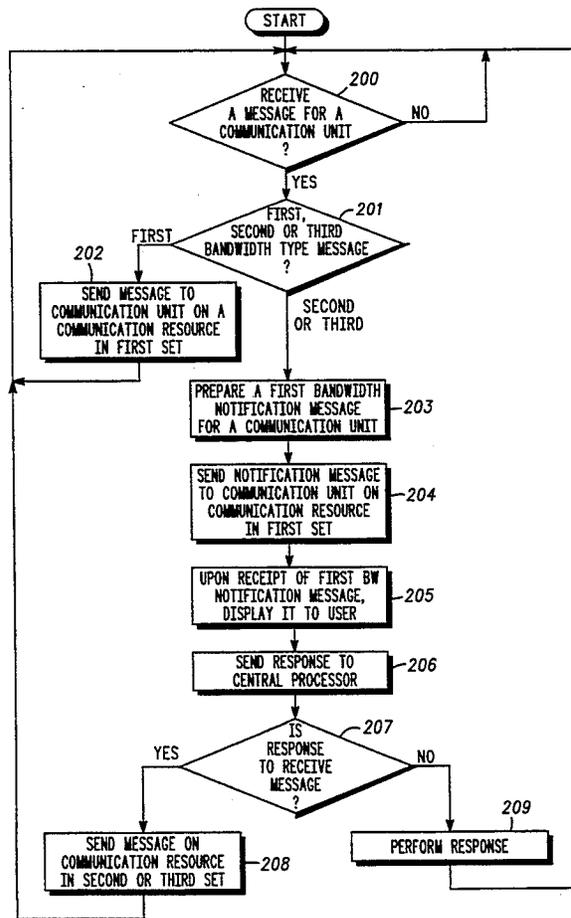 START
200
RECEIVE
A MESSAGE FOR A
COMMUNICATION UNIT
?
NO
YES
201
FIRST,
SECOND OR THIRD
BANDWIDTH TYPE MESSAGE
?
FIRST
202
SEND MESSAGE TO
COMMUNICATION UNIT ON A
COMMUNICATION RESOURCE
IN FIRST SET
SECOND
OR THIRD
PREPARE A FIRST BANDWIDTH
NOTIFICATION MESSAGE
FOR A COMMUNICATION UNIT
203
SEND NOTIFICATION MESSAGE
TO COMMUNICATION UNIT ON
COMMUNICATION RESOURCE
IN FIRST SET
204
UPON RECEIPT OF FIRST BW
NOTIFICATION MESSAGE,
DISPLAY IT TO USER
205
SEND RESPONSE TO
CENTRAL PROCESSOR
206
207
IS
RESPONSE
TO RECEIVE
MESSAGE
?
YES
NO
SEND MESSAGE ON
COMMUNICATION RESOURCE
IN SECOND OR THIRD SET
208
209
PERFORM RESPONSE